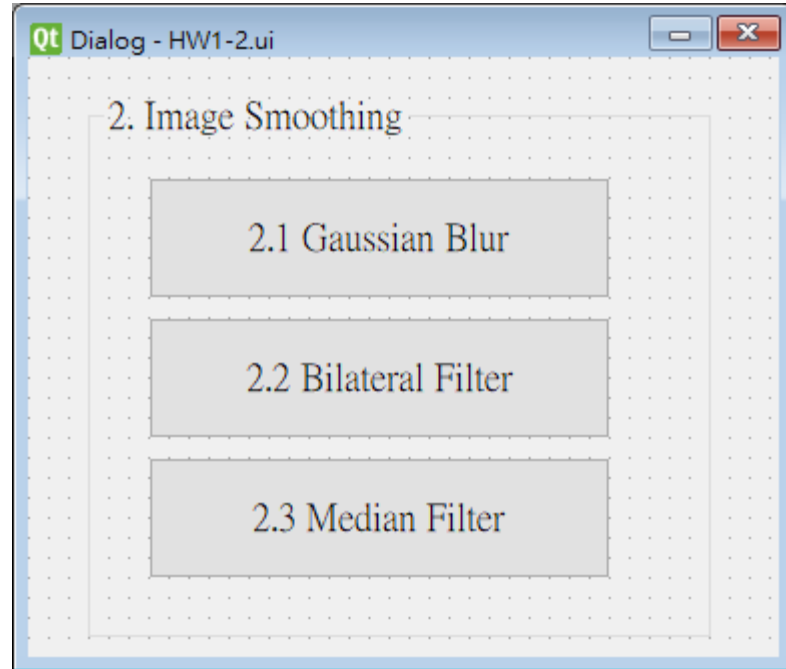 Qt Dialog - HW1-2.ui
2. Image Smoothing
2.1 Gaussian Blur
2.2 Bilateral Filter
2.3 Median Filter